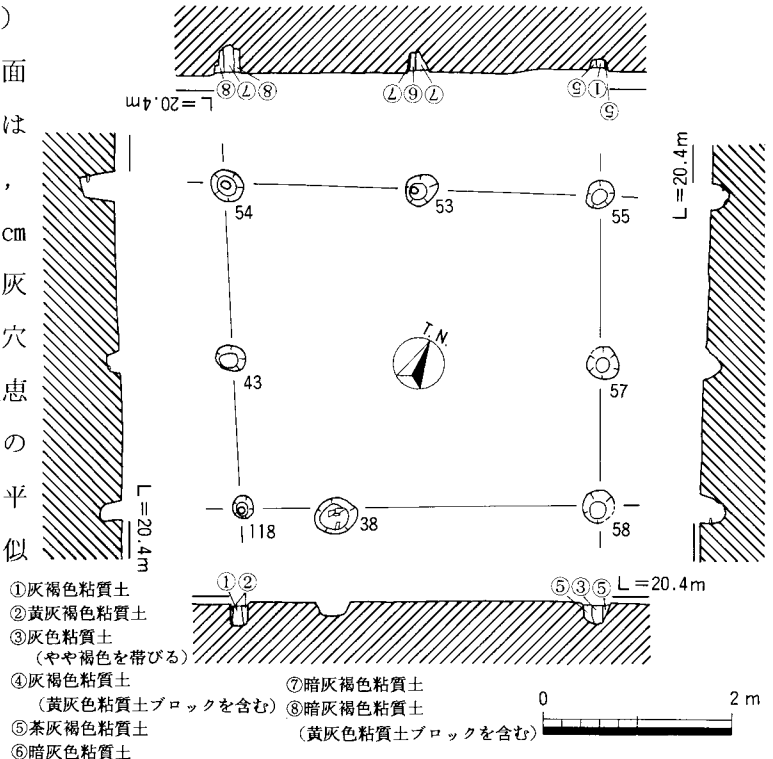 )
面
は
，
cm
灰
穴
恵
の
平
似
⑧⑦⑧
⑦⑥⑦
⑤①
⑤
L=20.4m
L=20.4m
L=20.4m
54
53
55
43
T.N.
57
118
38
58
①②
⑤③⑤
L=20.4m
①灰褐色粘質土
②黄灰褐色粘質土
③灰色粘質土
(やや褐色を帯びる)
④灰褐色粘質土
(黄灰色粘質土ブロックを含む)
⑤茶灰褐色粘質土
⑥暗灰色粘質土
⑦暗灰褐色粘質土
⑧暗灰褐色粘質土
(黄灰色粘質土ブロックを含む)
0
2 m